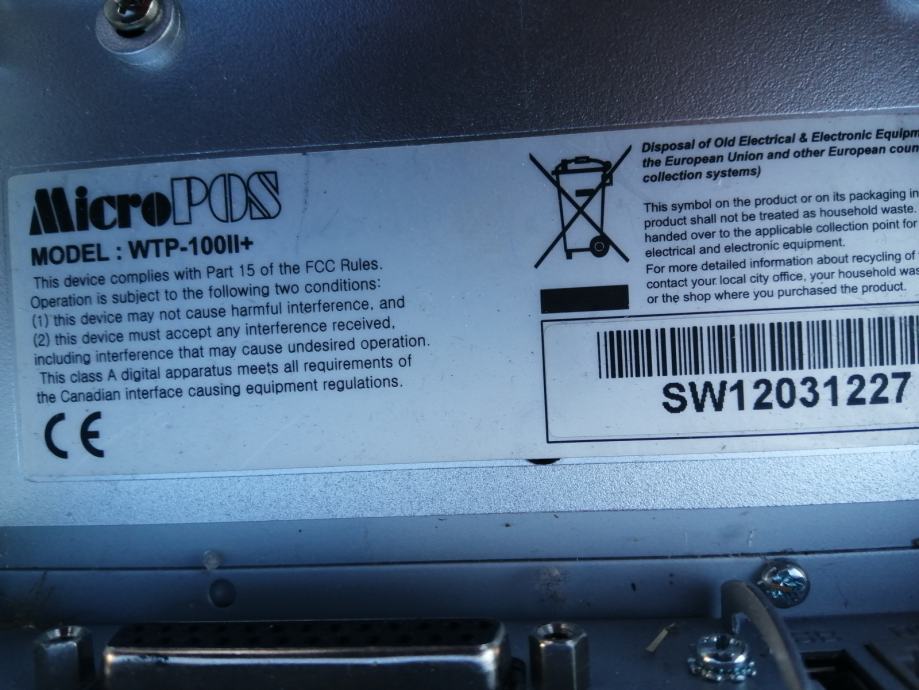 MicroPOS
MODEL : WTP-100II+
This device complies with Part 15 of the FCC Rules.
Operation is subject to the following two conditions:
(1) this device may not cause harmful interference, and
(2) this device must accept any interference received,
including interference that may cause undesired operation.
This class A digital apparatus meets all requirements of
the Canadian interface causing equipment regulations.
CE
Disposal of Old Electrical & Electronic
the European Union and other European
collection systems)
This symbol on the product or on its packaging
product shall not be treated as household waste.
handed over to the applicable collection point for
electrical and electronic equipment.
For more detailed information about recycling of
contact your local city office, your household
or the shop where you purchased the product.
SW12031227